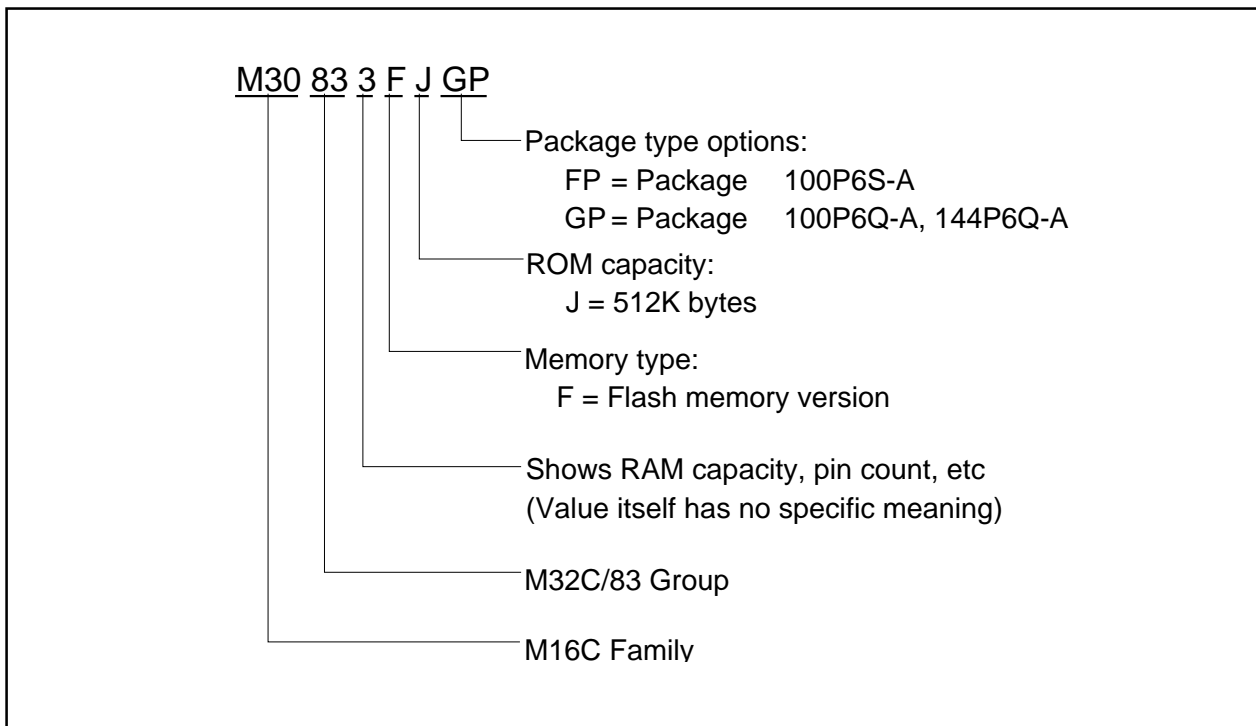 M30 83 3 F J GP
Package type options:
FP = Package 100P6S-A
GP = Package 100P6Q-A, 144P6Q-A
ROM capacity:
J = 512K bytes
Memory type:
F = Flash memory version
Shows RAM capacity, pin count, etc
(Value itself has no specific meaning)
M32C/83 Group
M16C Family